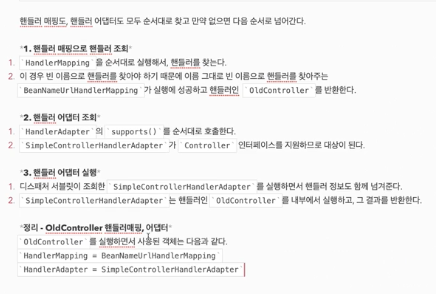 핸들러 매핑도, 핸들러 어댑터도 모두 순서대로 찾고 만약 없으면 다음 순서로 넘어간다.
*1. 핸들러 매핑으로 핸들러 조회*
1. `HandlerMapping`을 순서대로 실행해서, 핸들러를 찾는다.
2. 이 경우 빈 이름으로 핸들러를 찾아야 하기 때문에 이름 그대로 빈 이름으로 핸들러를 찾아주는
`BeanNameUrlHandlerMapping`가 실행에 성공하고 핸들러인 `OldController`를 반환한다.
*2. 핸들러 어댑터 조회*
1. `HandlerAdapter`의 `supports()`를 순서대로 호출한다.
2. `SimpleControllerHandlerAdapter`가 `Controller` 인터페이스를 지원하므로 대상이 된다.
*3. 핸들러 어댑터 실행*
1. 디스패처 서블릿이 조회한 `SimpleControllerHandlerAdapter`를 실행하면서 핸들러 정보도 함께 넘겨준다.
2. `SimpleControllerHandlerAdapter`는 핸들러인 `OldController`를 내부에서 실행하고, 그 결과를 반환한다.
*정리 - OldController 핸들러매핑, 어댑터*
`OldController`를 실행하면서 사용된 객체는 다음과 같다.
`HandlerMapping = BeanNameUrlHandlerMapping`
`HandlerAdapter = SimpleControllerHandlerAdapter`